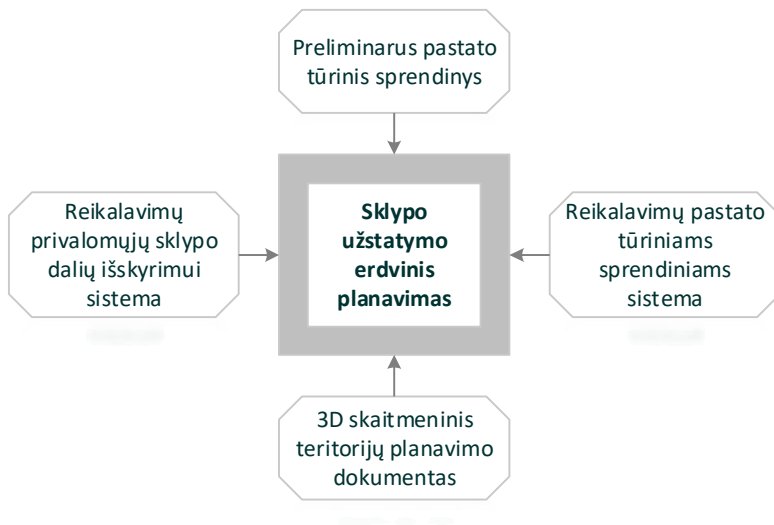 Preliminarus pastato
tūrinis sprendinys
Reikalavimų
privalomųjų sklypo
dalių išskyrimui
sistema
Sklypo
užstatymo
erdvinis
planavimas
Reikalavimų pastato
tūriniams
sprendiniams
sistema
3D skaitmeninis
teritorijų planavimo
dokumentas